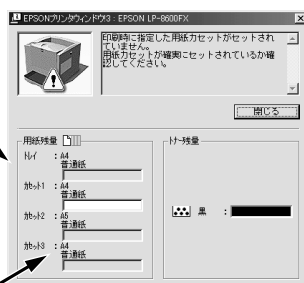 EPSONプリンタウィンドウ3 : EPSON LP-8600FX
印刷時に指定した用紙カセットがセットされ
ていません。
用紙カセットが確実にセットされているか確
認してください。
閉じる
用紙残量
トレイ : A4
普通紙
カセット1 : A4
普通紙
カセット2 : A5
普通紙
カセット3 : A4
普通紙
トナー残量
黒 :